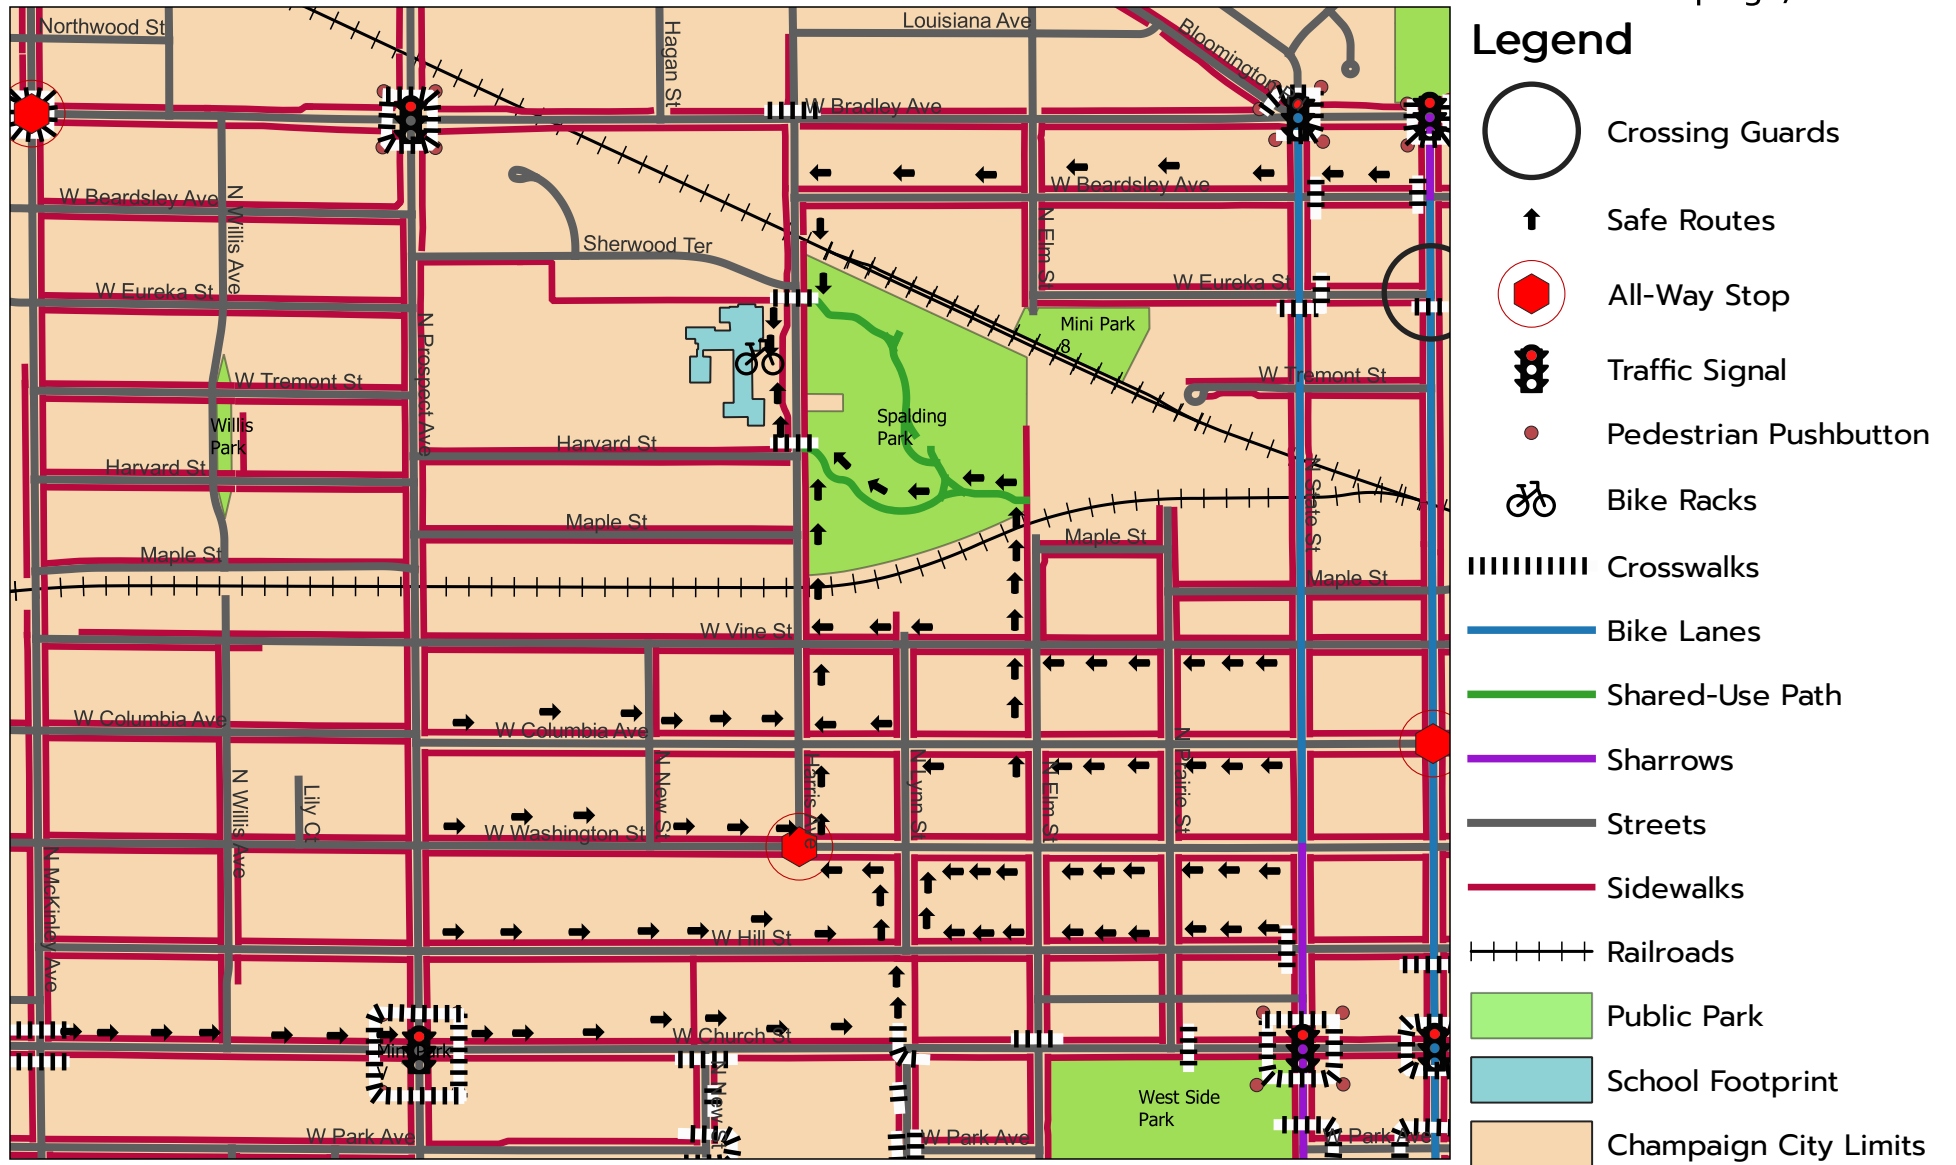 Northwood St
Hagan St
Louisiana Ave
Bloomington
W Bradley Ave
W Beardsley Ave
N Willis Ave
W Beardsley Ave
Sherwood Ter
N Elm St
W Eureka St
W Eureka St
N Prospect Ave
Mini Park
8
W Tremont St
W Tremont St
Willis
Park
Spalding
Park
Harvard St
Harvard St
N State St
Maple St
Maple St
Maple St
Maple St
W Vine St
W Columbia Ave
W Columbia Ave
N Willis Ave
Lily Ct
N New St
Harris Ave
N Lynn St
N Elm St
N Prairie St
W Washington St
N McKinley Ave
W Hill St
W Church St
Mini Park
V
N New St
West Side
Park
W Park Ave
W Park Ave
W Park Ave
Legend
Crossing Guards
Safe Routes
All-Way Stop
Traffic Signal
Pedestrian Pushbutton
Bike Racks
Crosswalks
Bike Lanes
Shared-Use Path
Sharrows
Streets
Sidewalks
Railroads
Public Park
School Footprint
Champaign City Limits